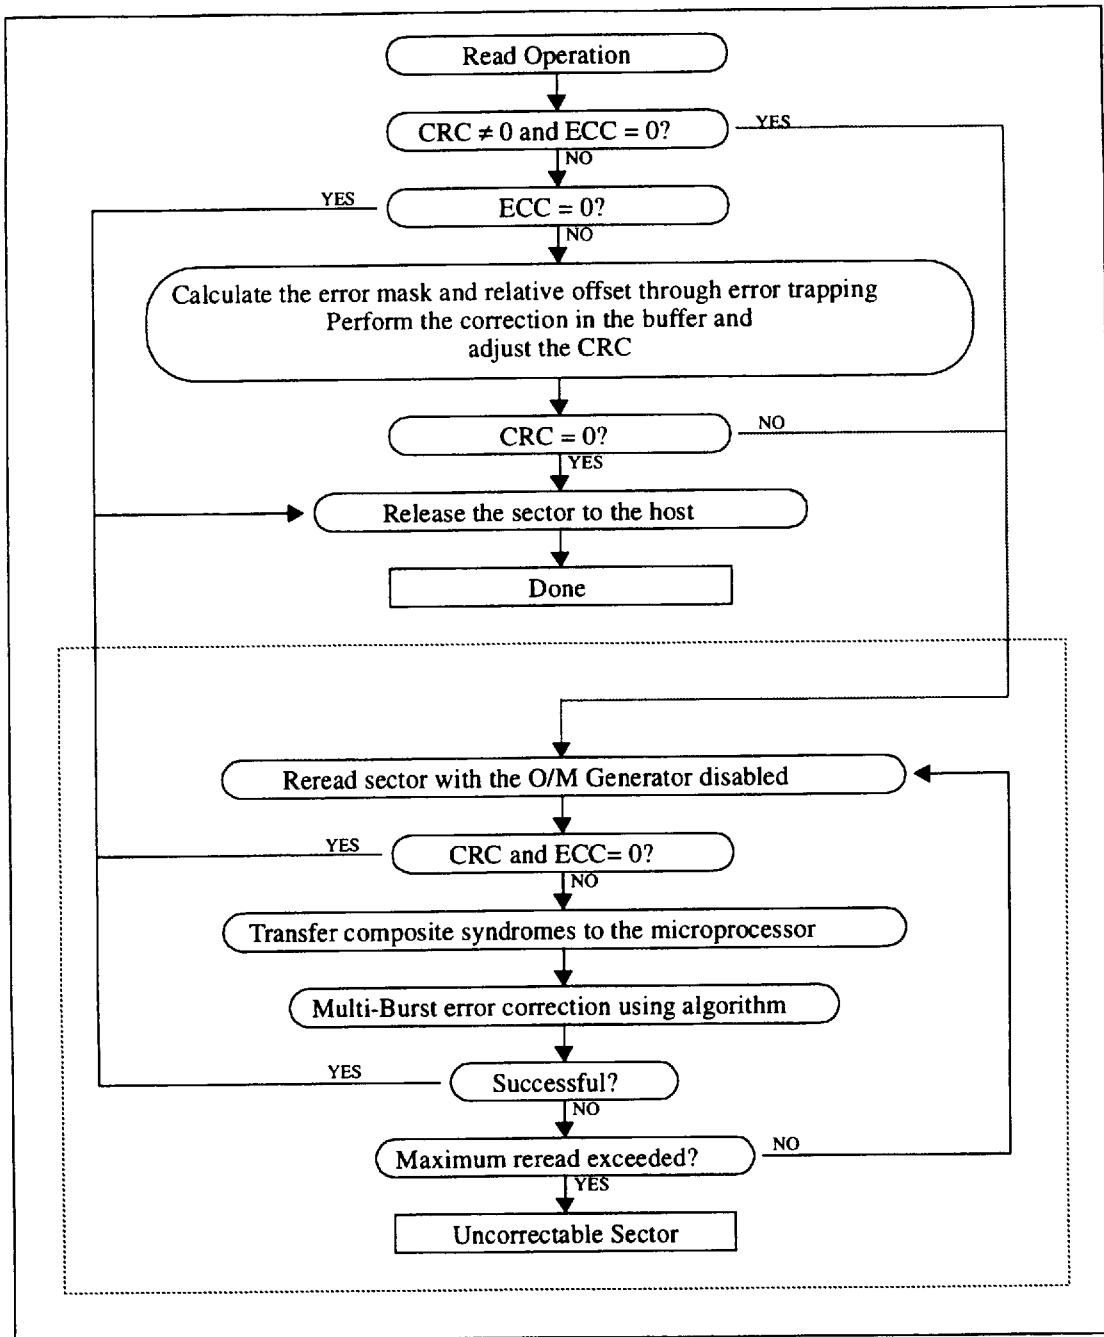 Read Operation
CRC ≠ 0 and ECC = 0?
YES
NO
YES
ECC = 0?
NO
Calculate the error mask and relative offset through error trapping
Perform the correction in the buffer and
adjust the CRC
CRC = 0?
NO
YES
Release the sector to the host
Done
Reread sector with the O/M Generator disabled
YES
CRC and ECC= 0?
NO
Transfer composite syndromes to the microprocessor
Multi-Burst error correction using algorithm
YES
Successful?
NO
Maximum reread exceeded?
NO
YES
Uncorrectable Sector